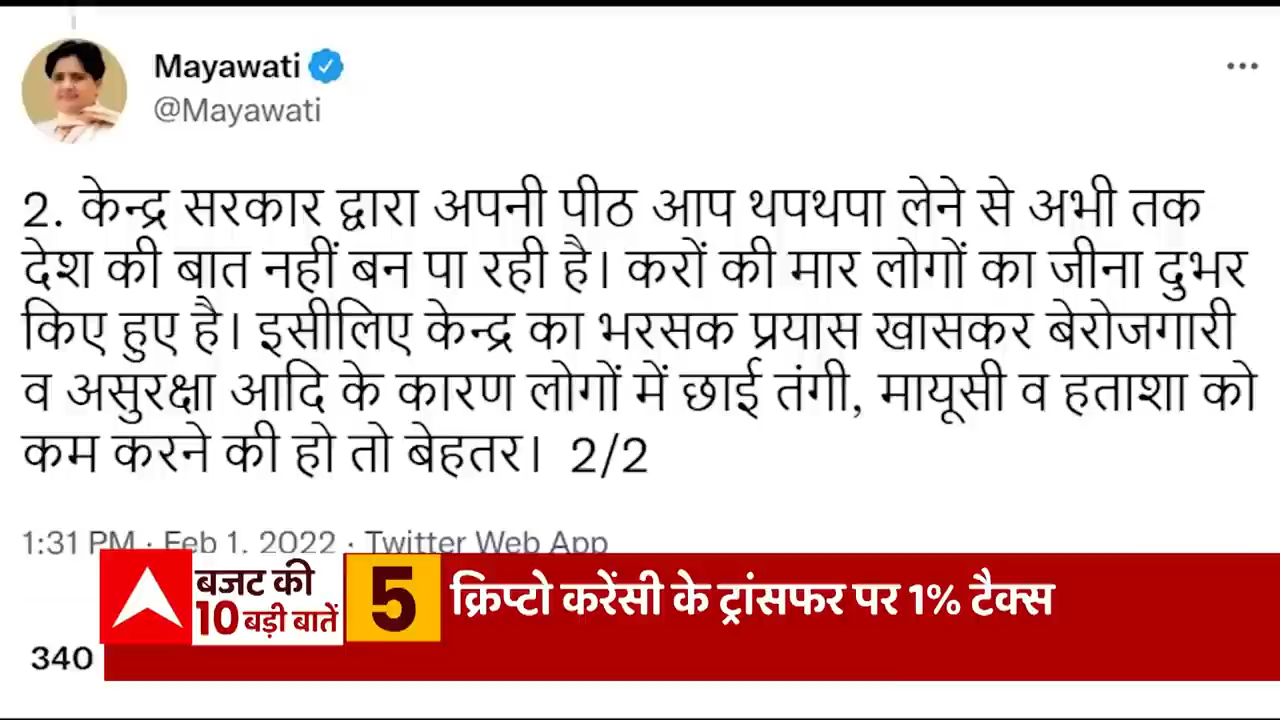 Mayawati
@Mayawati
2. केन्द्र सरकार द्वारा अपनी पीठ आप थपथपा लेने से अभी तक
देश की बात नहीं बन पा रही है। करों की मार लोगों का जीना दुभर
किए हुए है। इसीलिए केन्द्र का भरसक प्रयास खासकर बेरोजगारी
व असुरक्षा आदि के कारण लोगों में छाई तंगी, मायूसी व हताशा को
कम करने की हो तो बेहतर। 2/2
1:31 PM · Feb 1, 2022 · Twitter Web App
बजट की
10 बड़ी बातें
5
क्रिप्टो करेंसी के ट्रांसफर पर 1% टैक्स
340